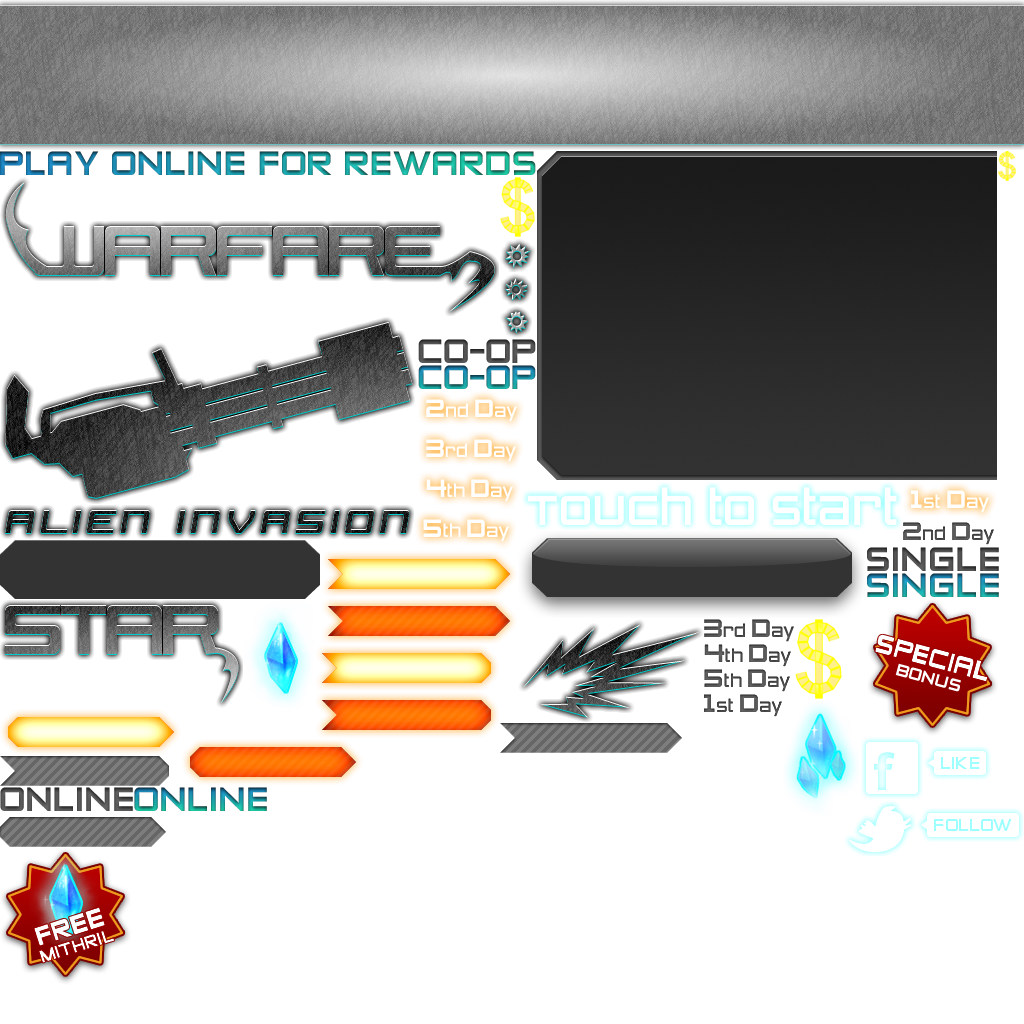 PLAY ONLINE FOR REWARDS
$
$
WARFARE
CO-OP
CO-OP
2nd Day
3rd Day
4th Day
5th Day
Touch to Start
1st Day
2nd Day
ALIEN INVASION
SINGLE
SINGLE
STAR
3rd Day
4th Day
5th Day
1st Day
$
SPECIAL
BONUS
f
LIKE
ONLINE
ONLINE
FOLLOW
FREE
MITHRIL